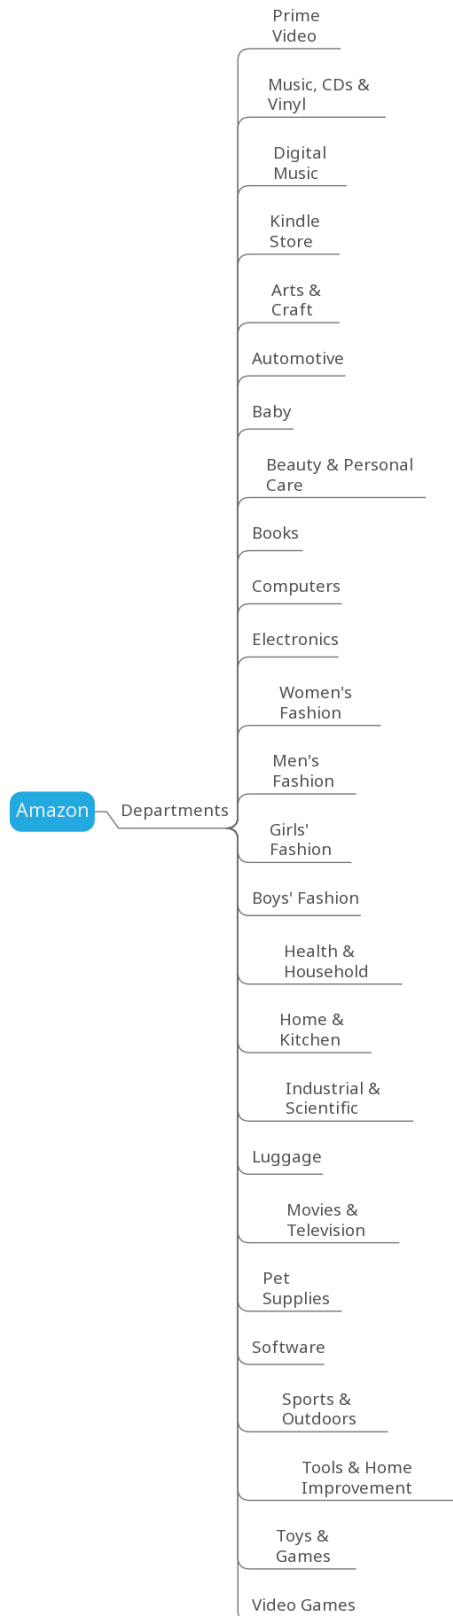 Prime
Video
Music, CDs &
Vinyl
Digital
Music
Kindle
Store
Arts &
Craft
Automotive
Baby
Beauty & Personal
Care
Books
Computers
Electronics
Women's
Fashion
Men's
Fashion
Amazon
Departments
Girls'
Fashion
Boys' Fashion
Health &
Household
Home &
Kitchen
Industrial &
Scientific
Luggage
Movies &
Television
Pet
Supplies
Software
Sports &
Outdoors
Tools & Home
Improvement
Toys &
Games
Video Games